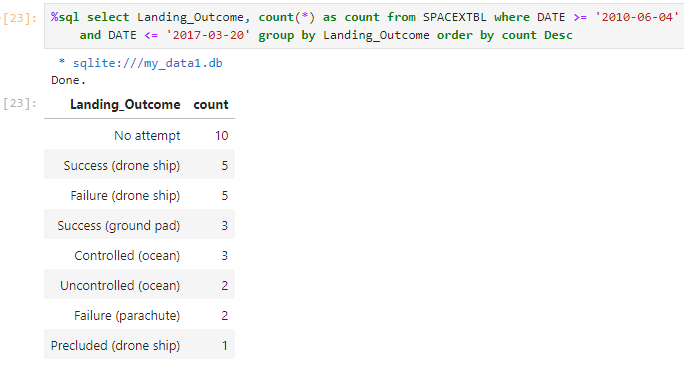 [23]: %sql select Landing_Outcome, count(*) as count from SPACEXTBL where DATE >= '2010-06-04'
and DATE <= '2017-03-20' group by Landing_Outcome order by count Desc
* sqlite:///my_data1.db
Done.
[23]: Landing_Outcome count
No attempt 10
Success (drone ship) 5
Failure (drone ship) 5
Success (ground pad) 3
Controlled (ocean) 3
Uncontrolled (ocean) 2
Failure (parachute) 2
Precluded (drone ship) 1